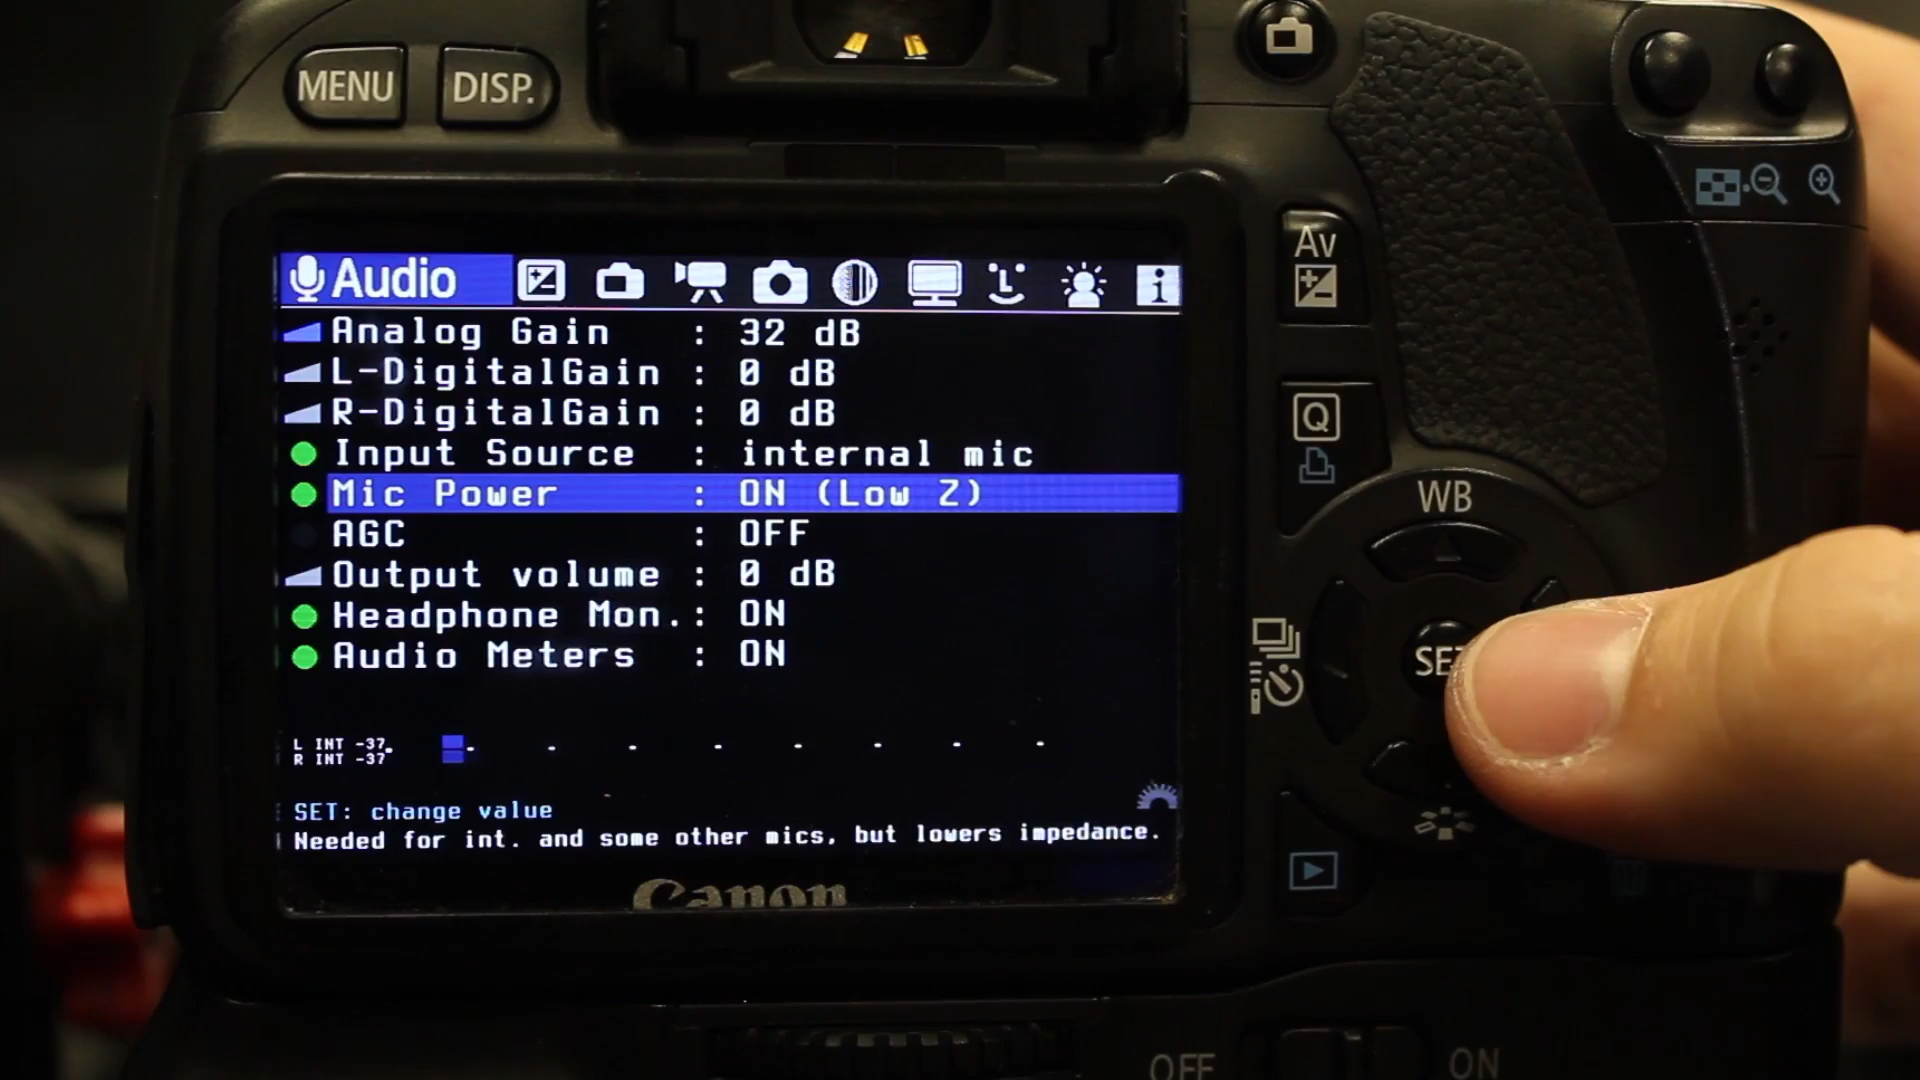 MENU
DISP.
Audio
Analog Gain : 32 dB
L-DigitalGain : 0 dB
R-DigitalGain : 0 dB
Input Source : internal mic
Mic Power : ON (Low Z)
AGC : OFF
Output volume : 0 dB
Headphone Mon.: ON
Audio Meters : ON
L INT -37
R INT -37
SET: change value
Needed for int. and some other mics, but lowers impedance.
Canon
Av
Q
WB
SET
OFF
ON